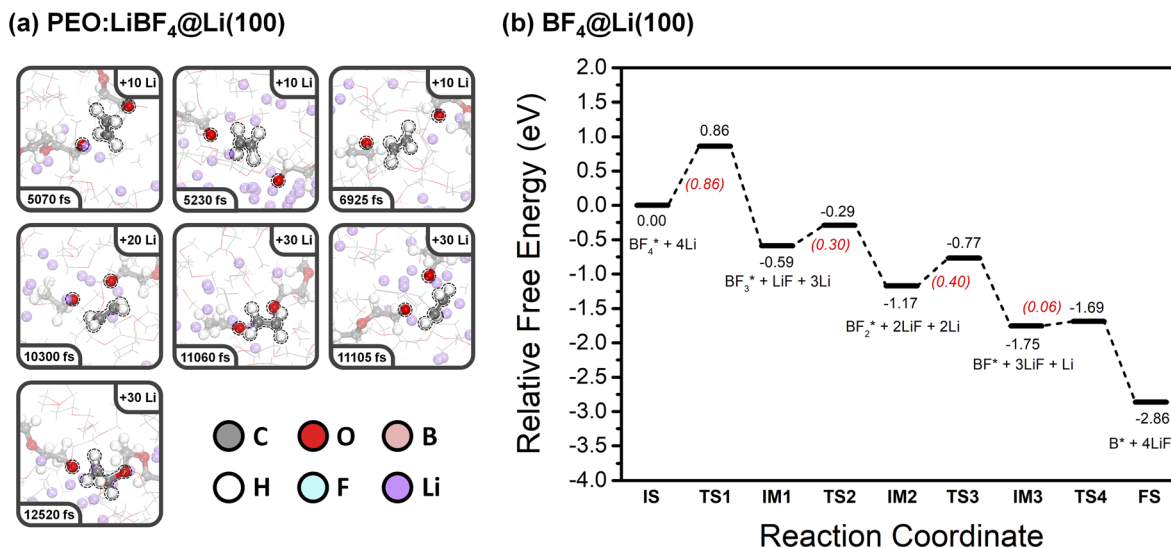 (a) PEO:LiBF₄@Li(100)
+10 Li
5070 fs
+10 Li
5230 fs
+10 Li
6925 fs
+20 Li
10300 fs
+30 Li
11060 fs
+30 Li
11105 fs
+30 Li
12520 fs
C O B
H F Li
(b) BF₄@Li(100)
Relative Free Energy (eV)
2.0
1.5
1.0
0.5
0.0
-0.5
-1.0
-1.5
-2.0
-2.5
-3.0
-3.5
-4.0
0.00
BF₄* + 4Li
0.86
(0.86)
-0.59
BF₃* + LiF + 3Li
-0.29
(0.30)
-1.17
BF₂* + 2LiF + 2Li
-0.77
(0.40)
-1.75
BF* + 3LiF + Li
(0.06)
-1.69
-2.86
B* + 4LiF
IS TS1 IM1 TS2 IM2 TS3 IM3 TS4 FS
Reaction Coordinate